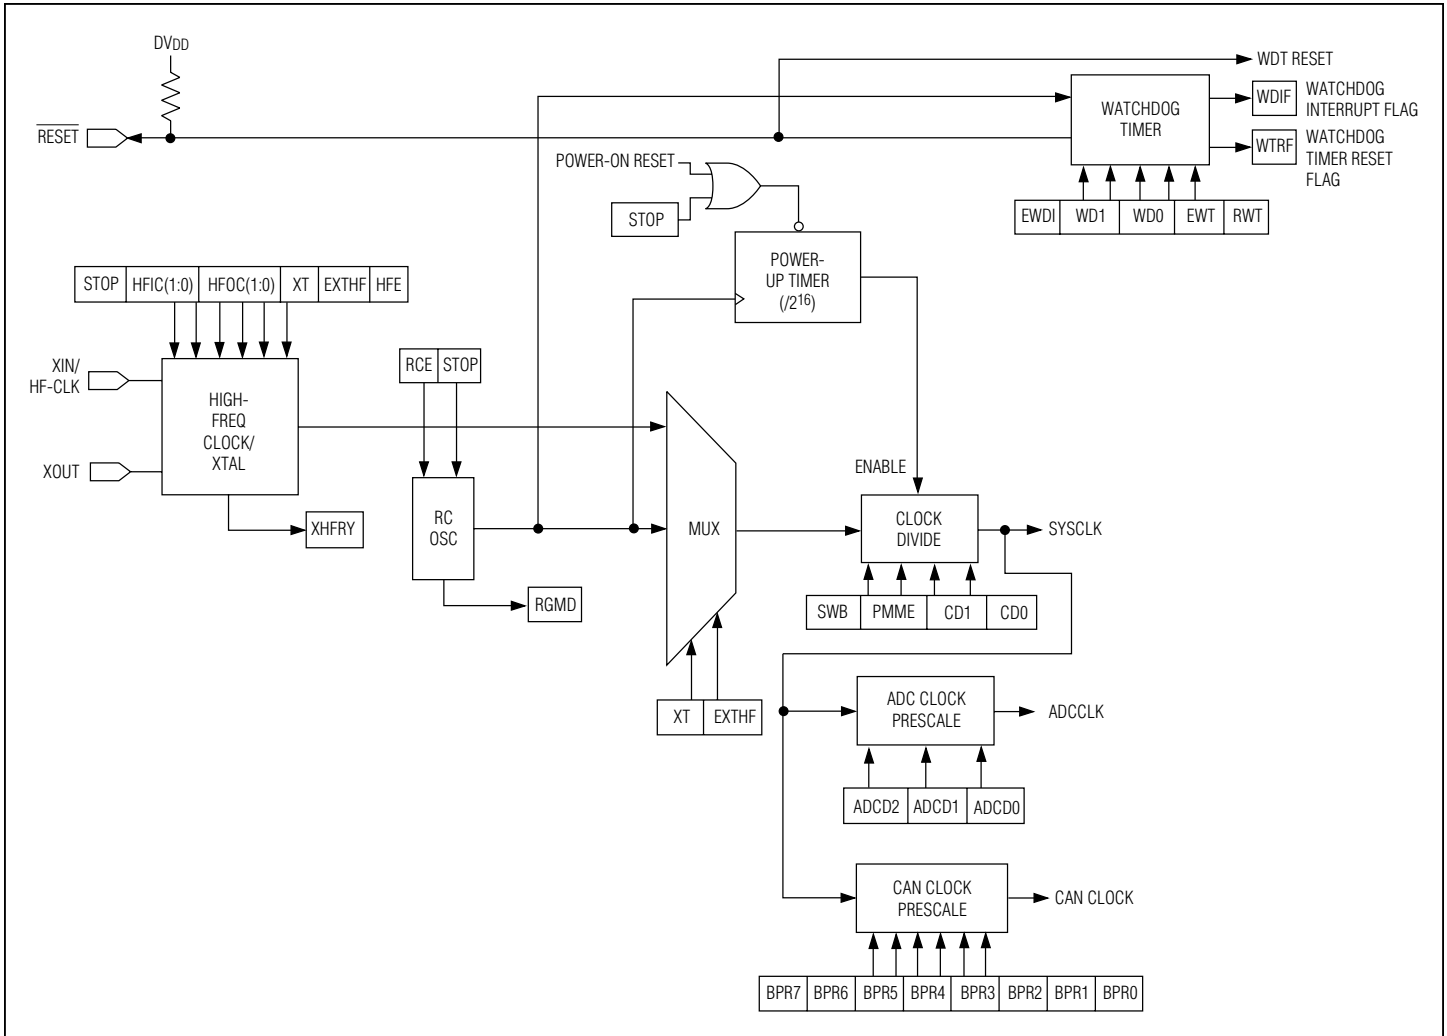 DVDD
RESET
WDT RESET
WATCHDOG
TIMER
WDIF
WATCHDOG
INTERRUPT FLAG
WTRF
WATCHDOG
TIMER RESET
FLAG
EWDI WD1 WD0 EWT RWT
POWER-ON RESET
STOP
POWER-
UP TIMER
(/2^16)
STOP HFIC(1:0) HFOC(1:0) XT EXTHF HFE
XIN/
HF-CLK
XOUT
HIGH-
FREQ
CLOCK/
XTAL
XHFRY
RCE STOP
RC
OSC
RGMD
MUX
XT EXTHF
ENABLE
CLOCK
DIVIDE
SYSCLK
SWB PMME CD1 CD0
ADC CLOCK
PRESCALE
ADCCLK
ADCD2 ADCD1 ADCD0
CAN CLOCK
PRESCALE
CAN CLOCK
BPR7 BPR6 BPR5 BPR4 BPR3 BPR2 BPR1 BPR0